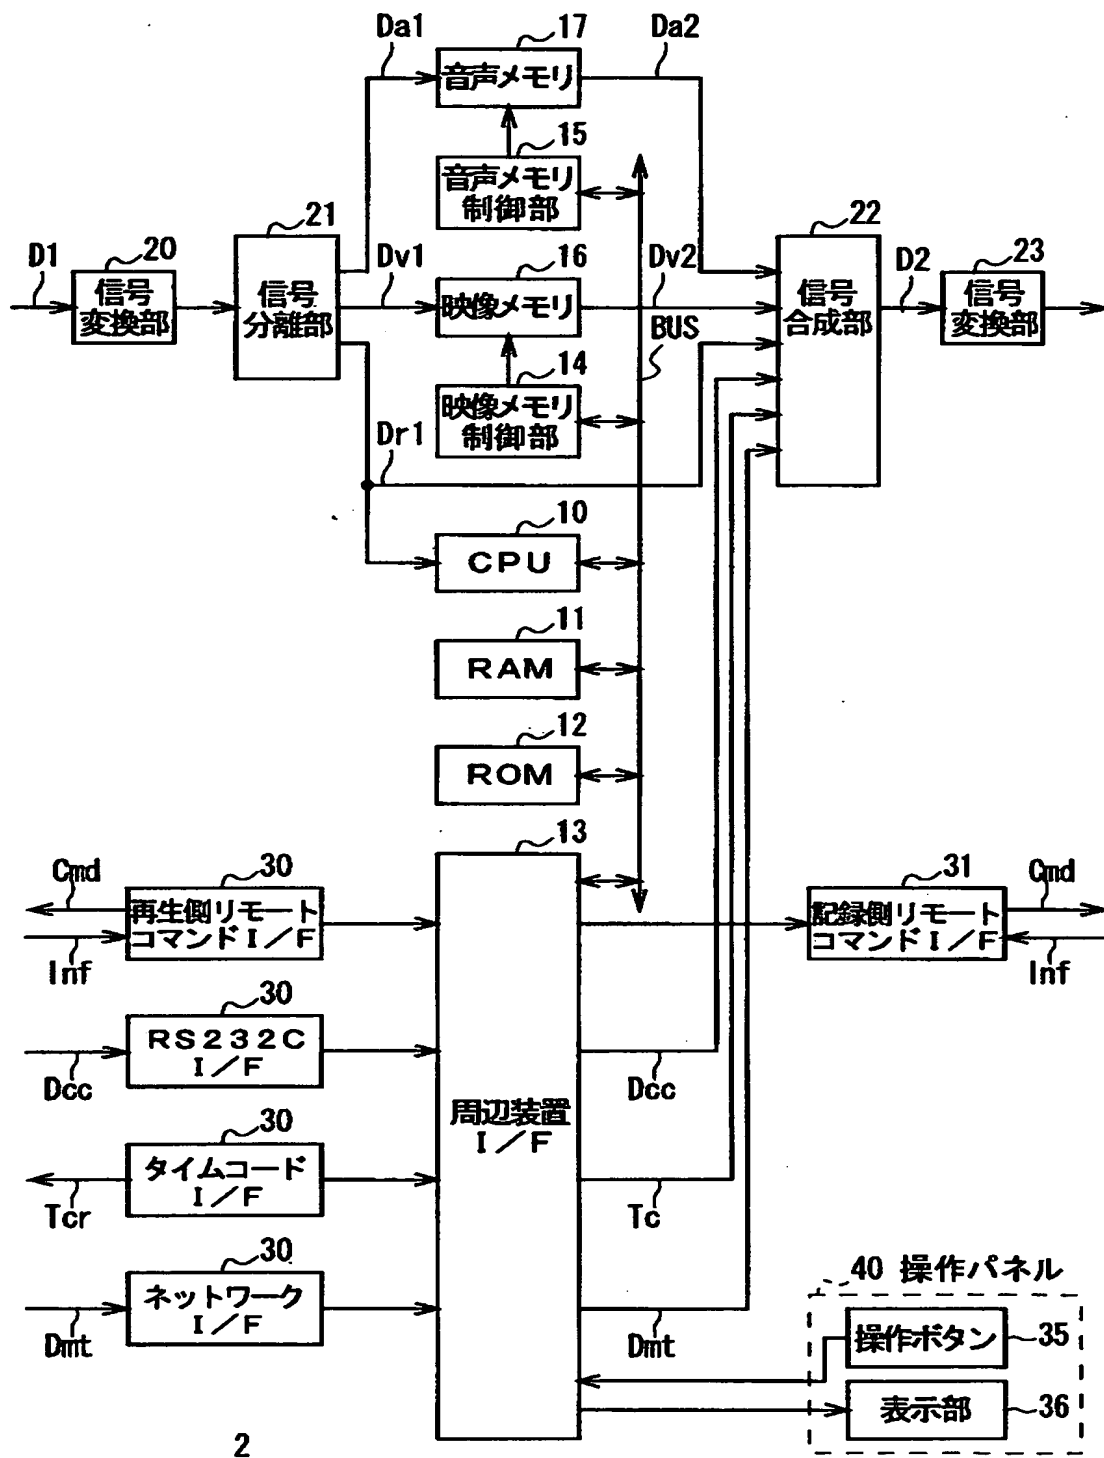 Da1
17
Da2
音声メモリ
15
音声メモリ
制御部
21
22
D1
20
Dv1
16
Dv2
D2
23
信号
変換部
信号
分離部
映像メモリ
信号
合成部
信号
変換部
BUS
14
映像メモリ
制御部
Dr1
10
CPU
11
RAM
12
ROM
13
Cmd
30
31
Cmd
再生側リモート
コマンドI/F
記録側リモート
コマンドI/F
Inf
Inf
30
RS232C
I/F
Dcc
Dcc
周辺装置
I/F
30
タイムコード
I/F
Tcr
Tc
30
ネットワーク
I/F
Dmt
Dmt
40 操作パネル
操作ボタン
35
表示部
36
2